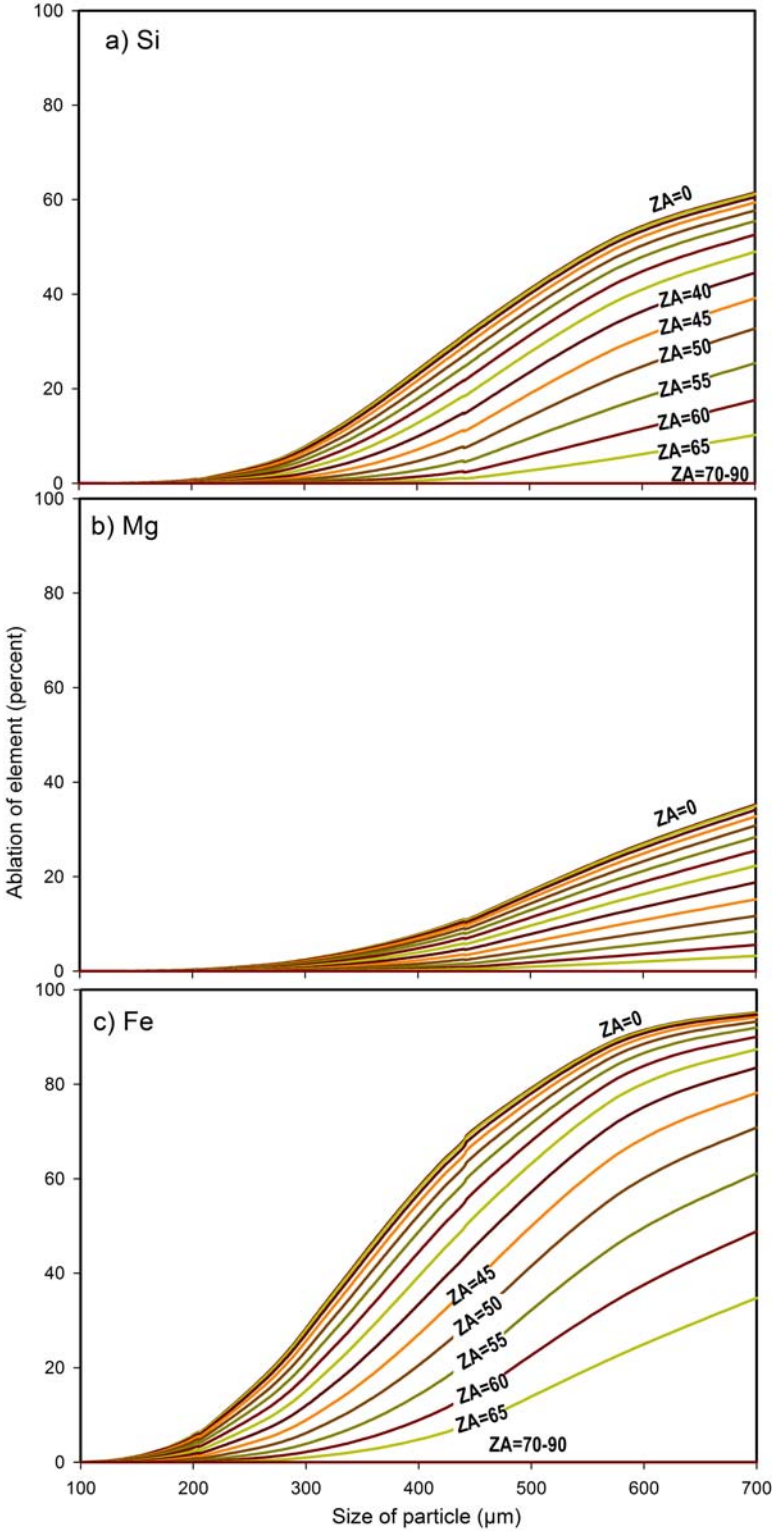 100
a) Si
80
60
ZA=0
40
ZA=40
ZA=45
ZA=50
20
ZA=55
ZA=60
ZA=65
ZA=70-90
0
100
b) Mg
80
60
40
ZA=0
20
0
Ablation of element (percent)
100
c) Fe
ZA=0
80
60
40
ZA=45
ZA=50
20
ZA=55
ZA=60
ZA=65
ZA=70-90
0
100 200 300 400 500 600 700
Size of particle (µm)